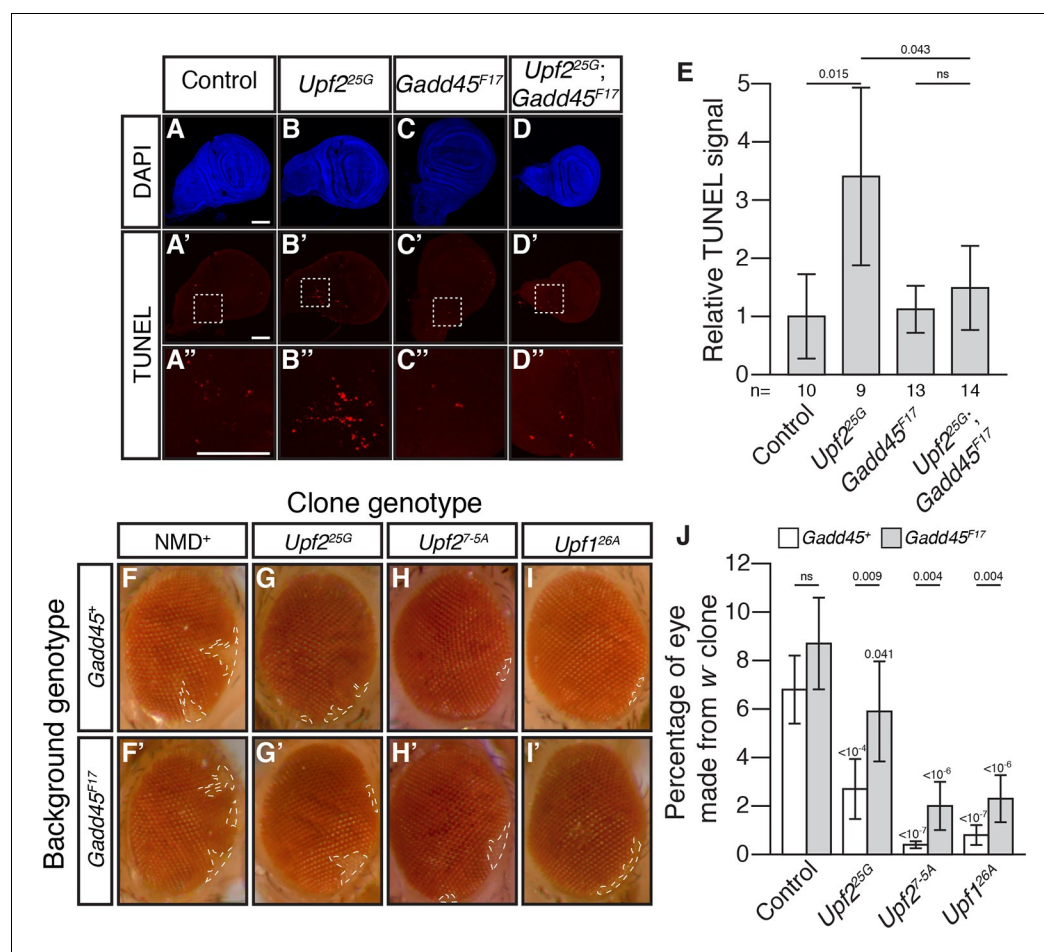 Control
Upf2^25G
Gadd45^F17
Upf2^25G;
Gadd45^F17
DAPI
A
B
C
D
TUNEL
A'
B'
C'
D'
A''
B''
C''
D''
E
0.043
0.015
ns
Relative TUNEL signal
5
4
3
2
1
0
n= 10 9 13 14
Control
Upf2^25G
Gadd45^F17
Upf2^25G;
Gadd45^F17
Clone genotype
NMD+
Upf2^25G
Upf2^7-5A
Upf1^26A
Background genotype
Gadd45+
F
G
H
I
Gadd45^F17
F'
G'
H'
I'
J
Gadd45+
Gadd45^F17
Percentage of eye
made from w clone
12
10
8
6
4
2
0
ns
0.009
0.004
0.004
0.041
<10^-4
<10^-7
<10^-6
<10^-7
<10^-6
Control
Upf2^25G
Upf2^7-5A
Upf1^26A